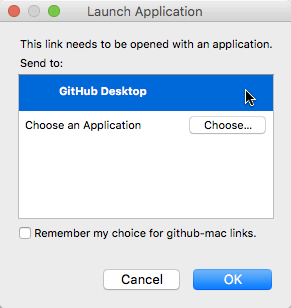 Launch Application
This link needs to be opened with an application.
Send to:
GitHub Desktop
Choose an Application Choose...
Remember my choice for github-mac links.
Cancel OK